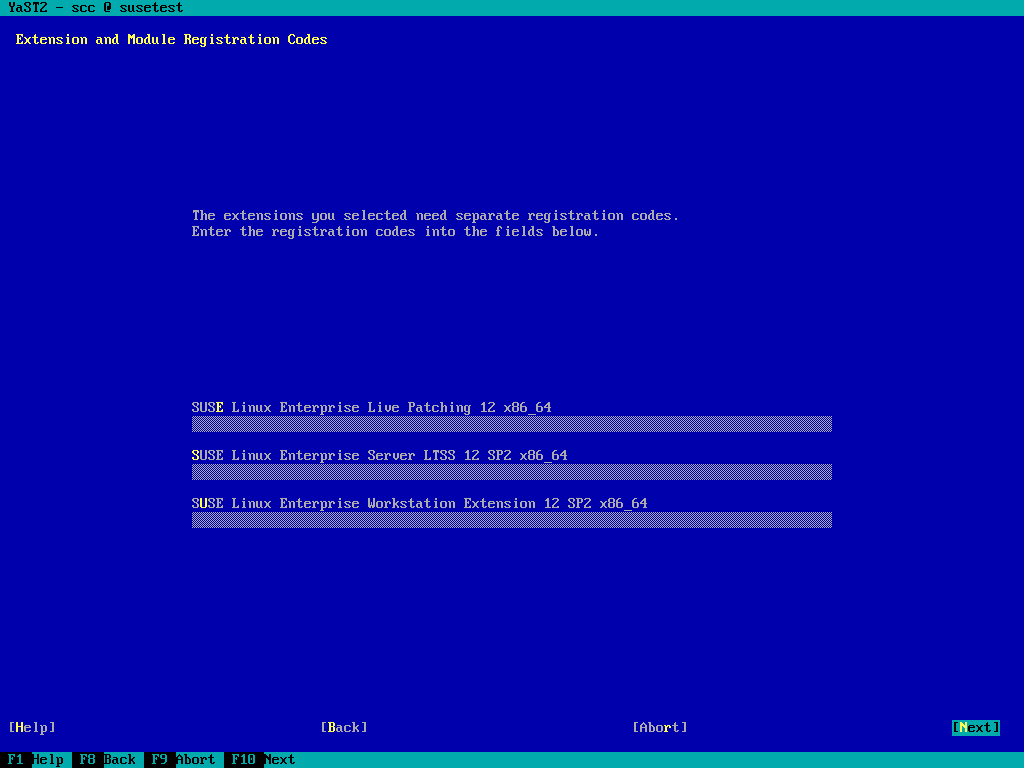 YaST2 - scc @ susetest
Extension and Module Registration Codes
The extensions you selected need separate registration codes.
Enter the registration codes into the fields below.
SUSE Linux Enterprise Live Patching 12 x86_64
SUSE Linux Enterprise Server LTSS 12 SP2 x86_64
SUSE Linux Enterprise Workstation Extension 12 SP2 x86_64
[Help] [Back] [Abort] [Next]
F1 Help F8 Back F9 Abort F10 Next